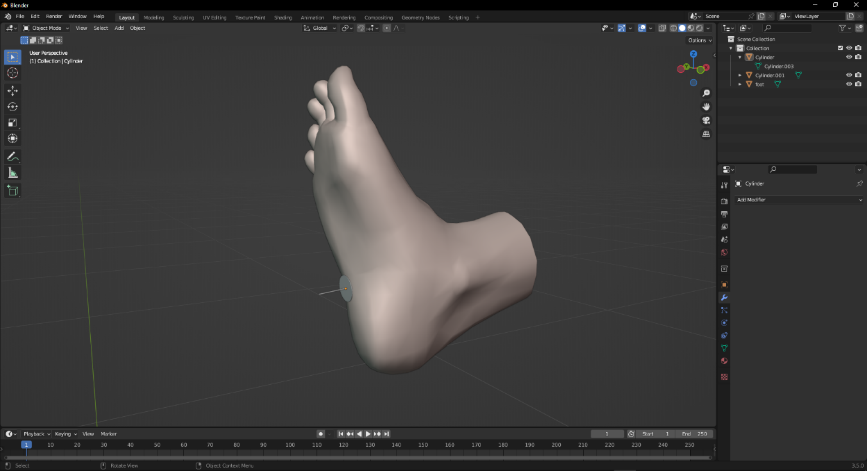 Blender
File Edit Render Window Help Layout Modeling Sculpting UV Editing Texture Paint Shading Animation Rendering Compositing Geometry Nodes Scripting + Scene ViewLayer
Object Mode View Select Add Object Global
Options
User Perspective
(1) Collection | Cylinder
Z
Scene Collection
Collection
Cylinder
Cylinder.003
Cylinder.001
foot
Cylinder
Add Modifier
Playback Keying View Marker 1 Start 1 End 250
1 10 20 30 40 50 60 70 80 90 100 110 120 130 140 150 160 170 180 190 200 210 220 230 240 250
Select Rotate View Object Context Menu 3.5.0